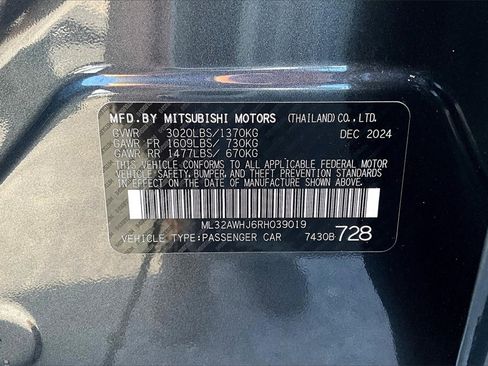 MFD.BY MITSUBISHI MOTORS (THAILAND) CO., LTD.
GVWR 3020LBS/1370KG DEC 2024
GAWR FR 1609LBS/ 730KG
GAWR RR 1477LBS/ 670KG
THIS VEHICLE CONFORMS TO ALL APPLICABLE FEDERAL MOTOR
VEHICLE SAFETY, BUMPER, AND THEFT PREVENTION STANDARDS
IN EFFECT ON THE DATE OF MANUFACTURE SHOWN ABOVE.
ML32AWHJ6RH039019
VEHICLE TYPE:PASSENGER CAR 7430B 728